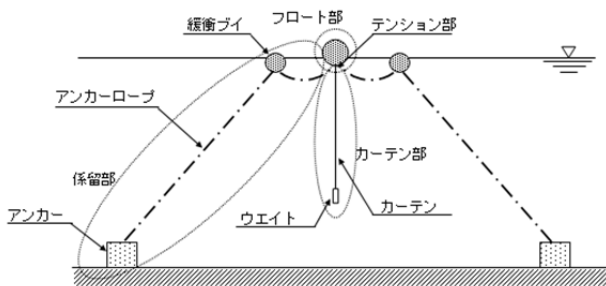 フロート部
緩衝ブイ
テンション部
アンカーロープ
カーテン部
係留部
ウエイト
カーテン
アンカー